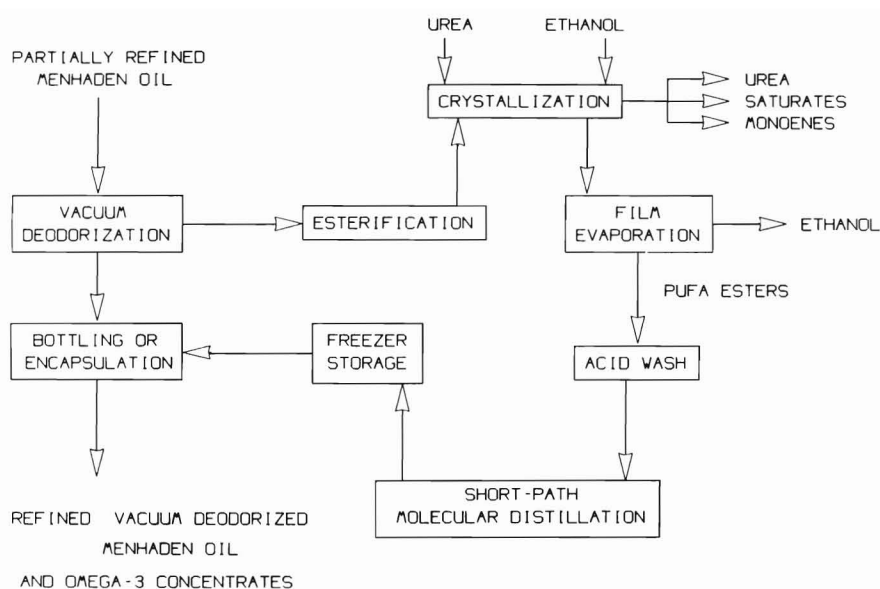 UREA
ETHANOL
PARTIALLY REFINED
MENHADEN OIL
CRYSTALLIZATION
UREA
SATURATES
MONOENES
VACUUM
DEODORIZATION
ESTERIFICATION
FILM
EVAPORATION
ETHANOL
PUFA ESTERS
BOTTLING OR
ENCAPSULATION
FREEZER
STORAGE
ACID WASH
SHORT-PATH
MOLECULAR DISTILLATION
REFINED VACUUM DEODORIZED
MENHADEN OIL
AND OMEGA-3 CONCENTRATES